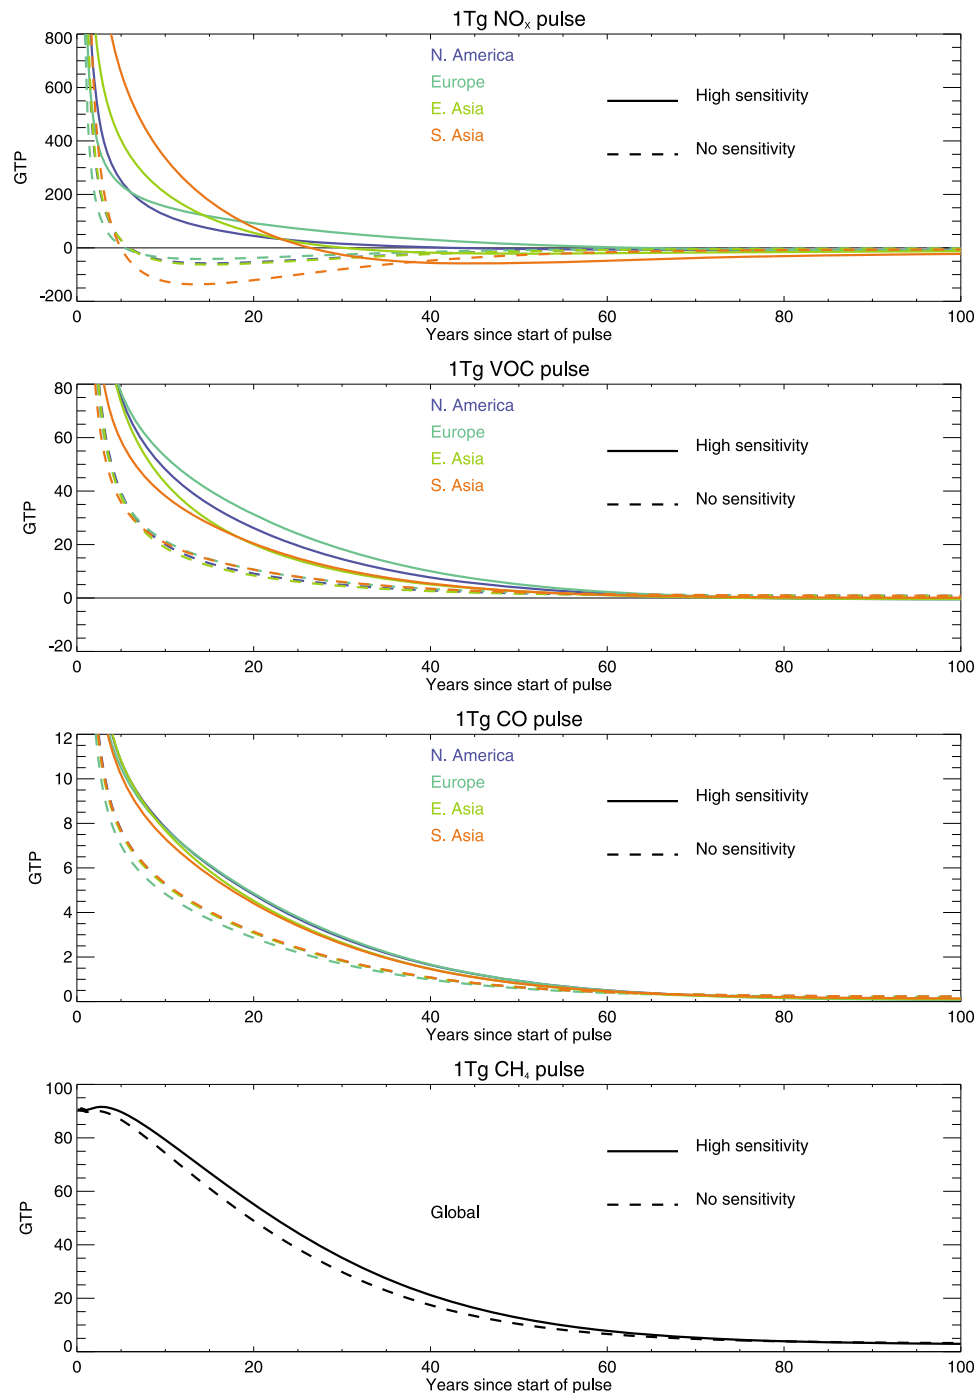 1Tg NOₓ pulse
800
600
400
200
0
-200
GTP
N. America
Europe
E. Asia
S. Asia
High sensitivity
No sensitivity
0 20 40 60 80 100
Years since start of pulse
1Tg VOC pulse
80
60
40
20
0
-20
GTP
N. America
Europe
E. Asia
S. Asia
High sensitivity
No sensitivity
0 20 40 60 80 100
Years since start of pulse
1Tg CO pulse
12
10
8
6
4
2
0
GTP
N. America
Europe
E. Asia
S. Asia
High sensitivity
No sensitivity
0 20 40 60 80 100
Years since start of pulse
1Tg CH₄ pulse
100
80
60
40
20
0
GTP
Global
High sensitivity
No sensitivity
0 20 40 60 80 100
Years since start of pulse